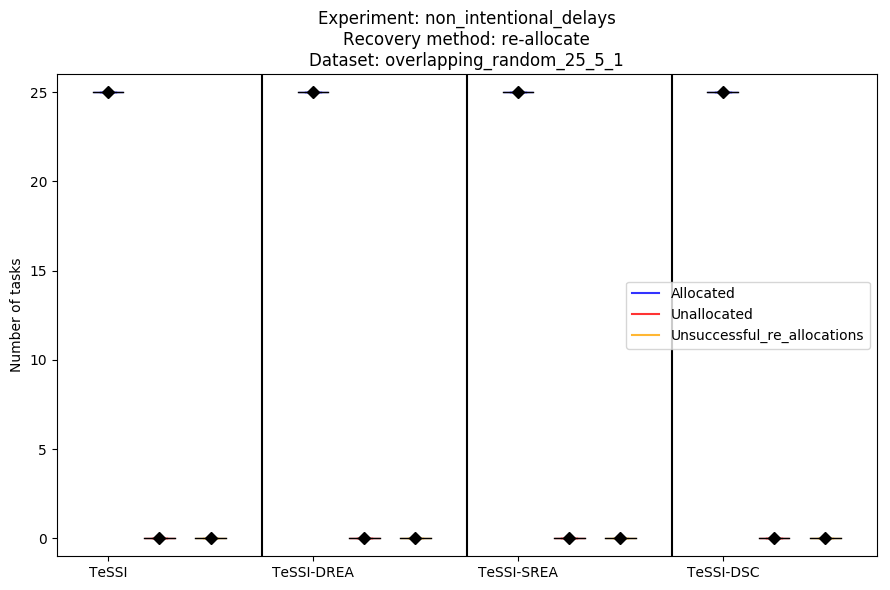 Experiment: non_intentional_delays
Recovery method: re-allocate
Dataset: overlapping_random_25_5_1
Number of tasks
25
20
15
10
5
0
Allocated
Unallocated
Unsuccessful_re_allocations
TeSSI
TeSSI-DREA
TeSSI-SREA
TeSSI-DSC